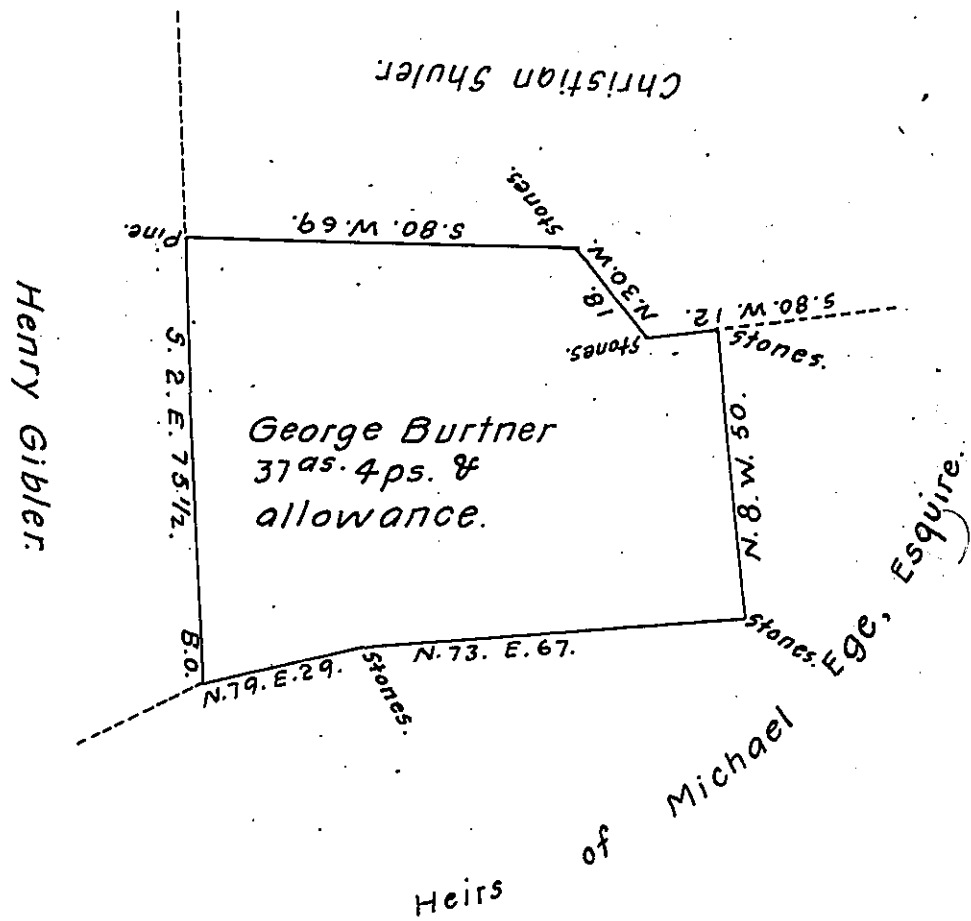 Christian Shuler.
Stones.
S. 80. W. 69.
Pine.
N. 30. W.
18.
S. 80. W. 12.
Stones.
Stones.
Henry Gibler.
S. 2. E. 75 1/2.
George Burtner
37 as. 4 ps. &
allowance.
N. 8. W. 50.
B.O.
N. 79. E. 29.
Stones.
N. 73. E. 67.
Stones.
Heirs of Michael Ege, Esquire.